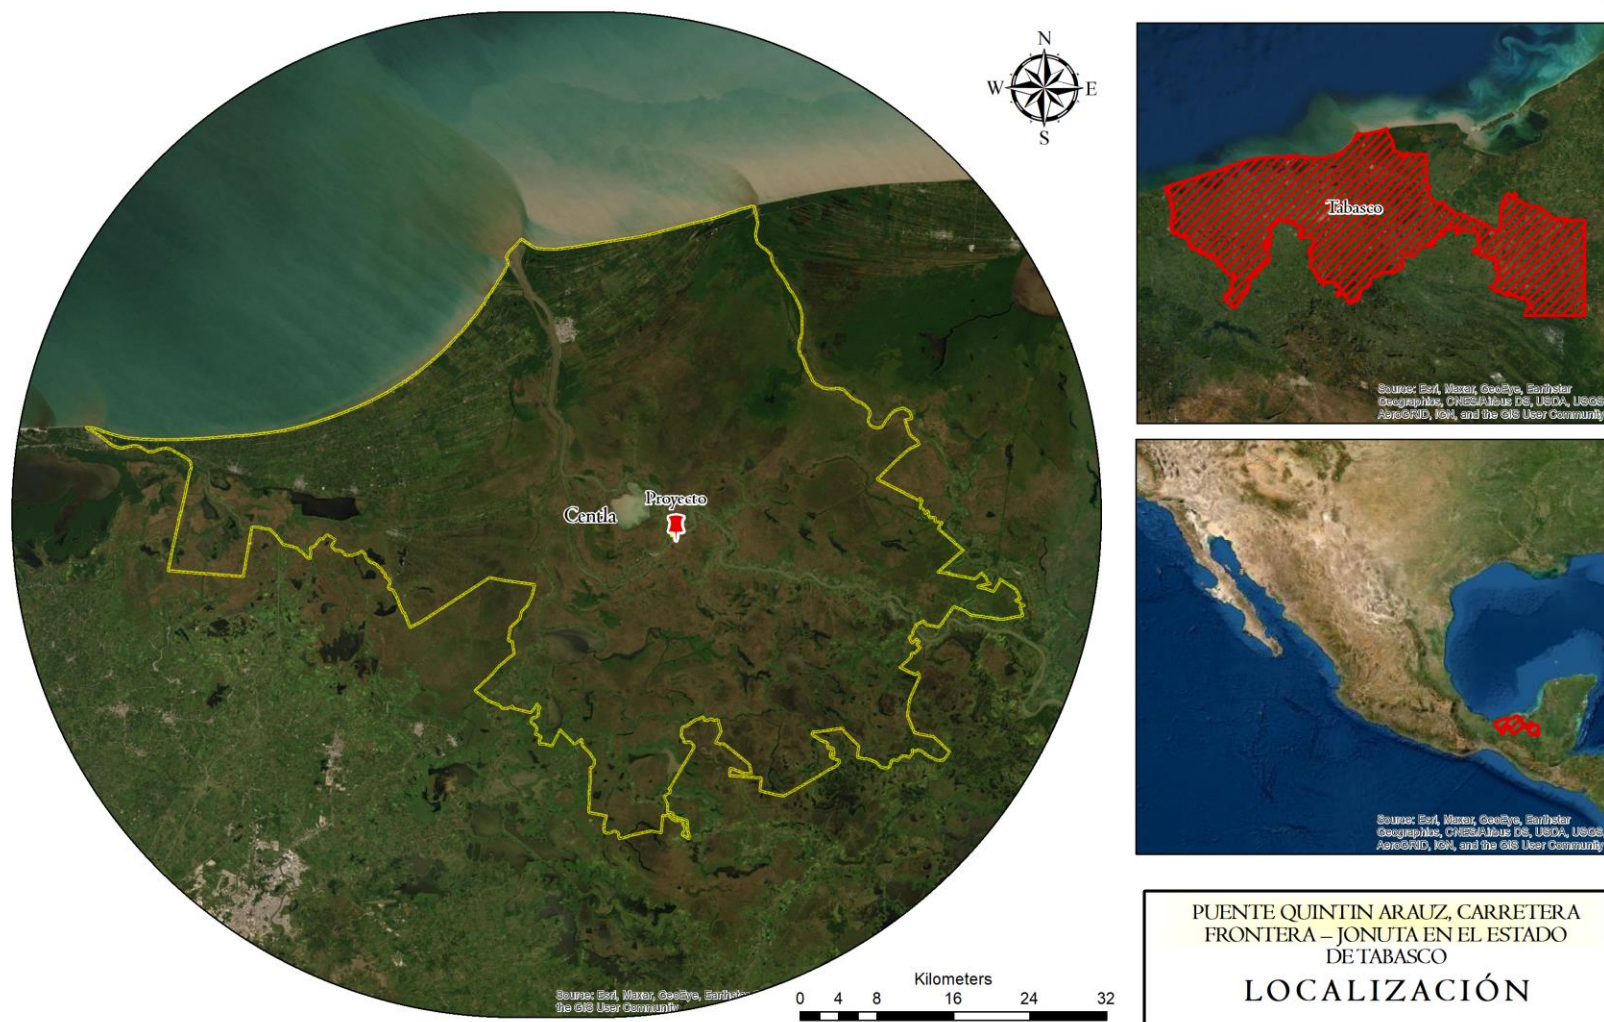 N
W E
S
Proyecto
Centla
Source: Esri, Maxar, GeoEye, Earthstar
the GIS User Community
Kilometers
0 4 8 16 24 32
Tabasco
Source: Esri, Maxar, GeoEye, Earthstar
Geographics, CNES/Airbus DS, USDA, USGS
AeroGRID, IGN, and the GIS User Community
Source: Esri, Maxar, GeoEye, Earthstar
Geographics, CNES/Airbus DS, USDA, USGS
AeroGRID, IGN, and the GIS User Community
PUENTE QUINTIN ARAUZ, CARRETERA
FRONTERA – JONUTA EN EL ESTADO
DE TABASCO
LOCALIZACIÓN